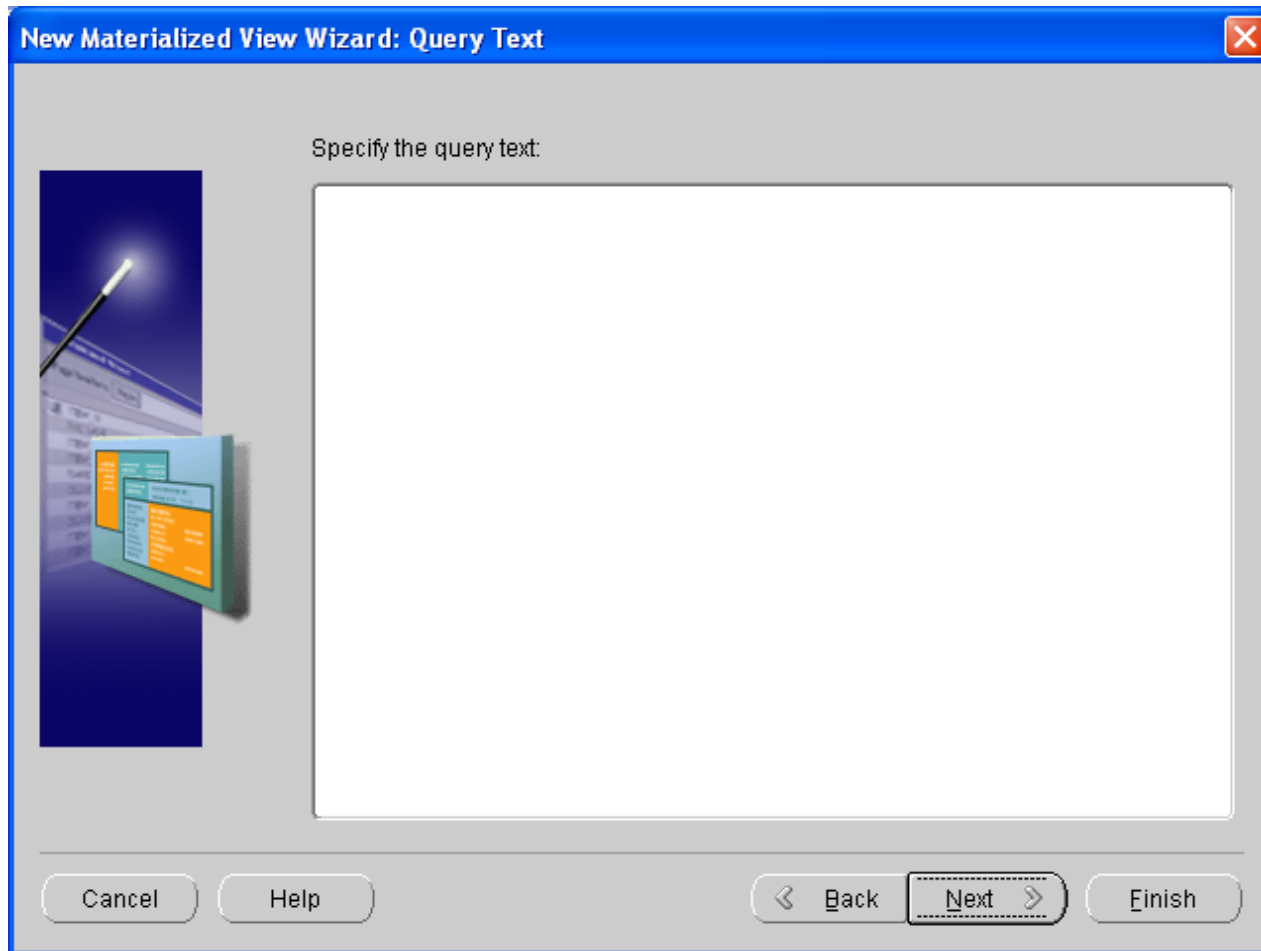 New Materialized View Wizard: Query Text
Specify the query text:
Cancel Help Back Next Finish